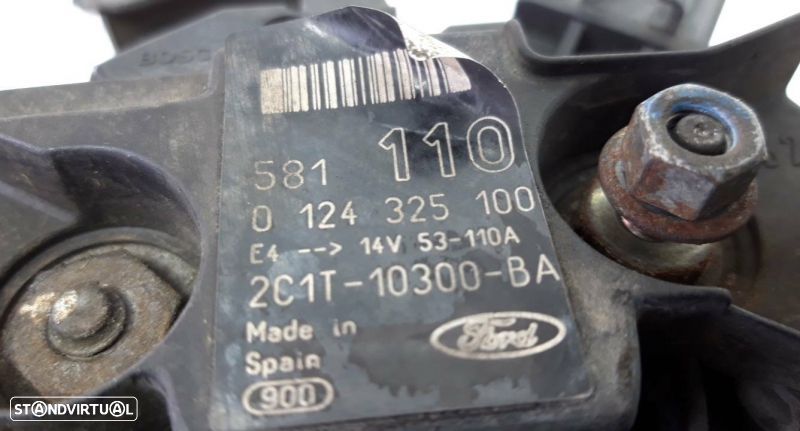 BOSCH
581 110
0 124 325 100
E4 --> 14V 53-110A
2C1T-10300-BA
Made in
Spain
Ford
900
STANDVIRTUAL